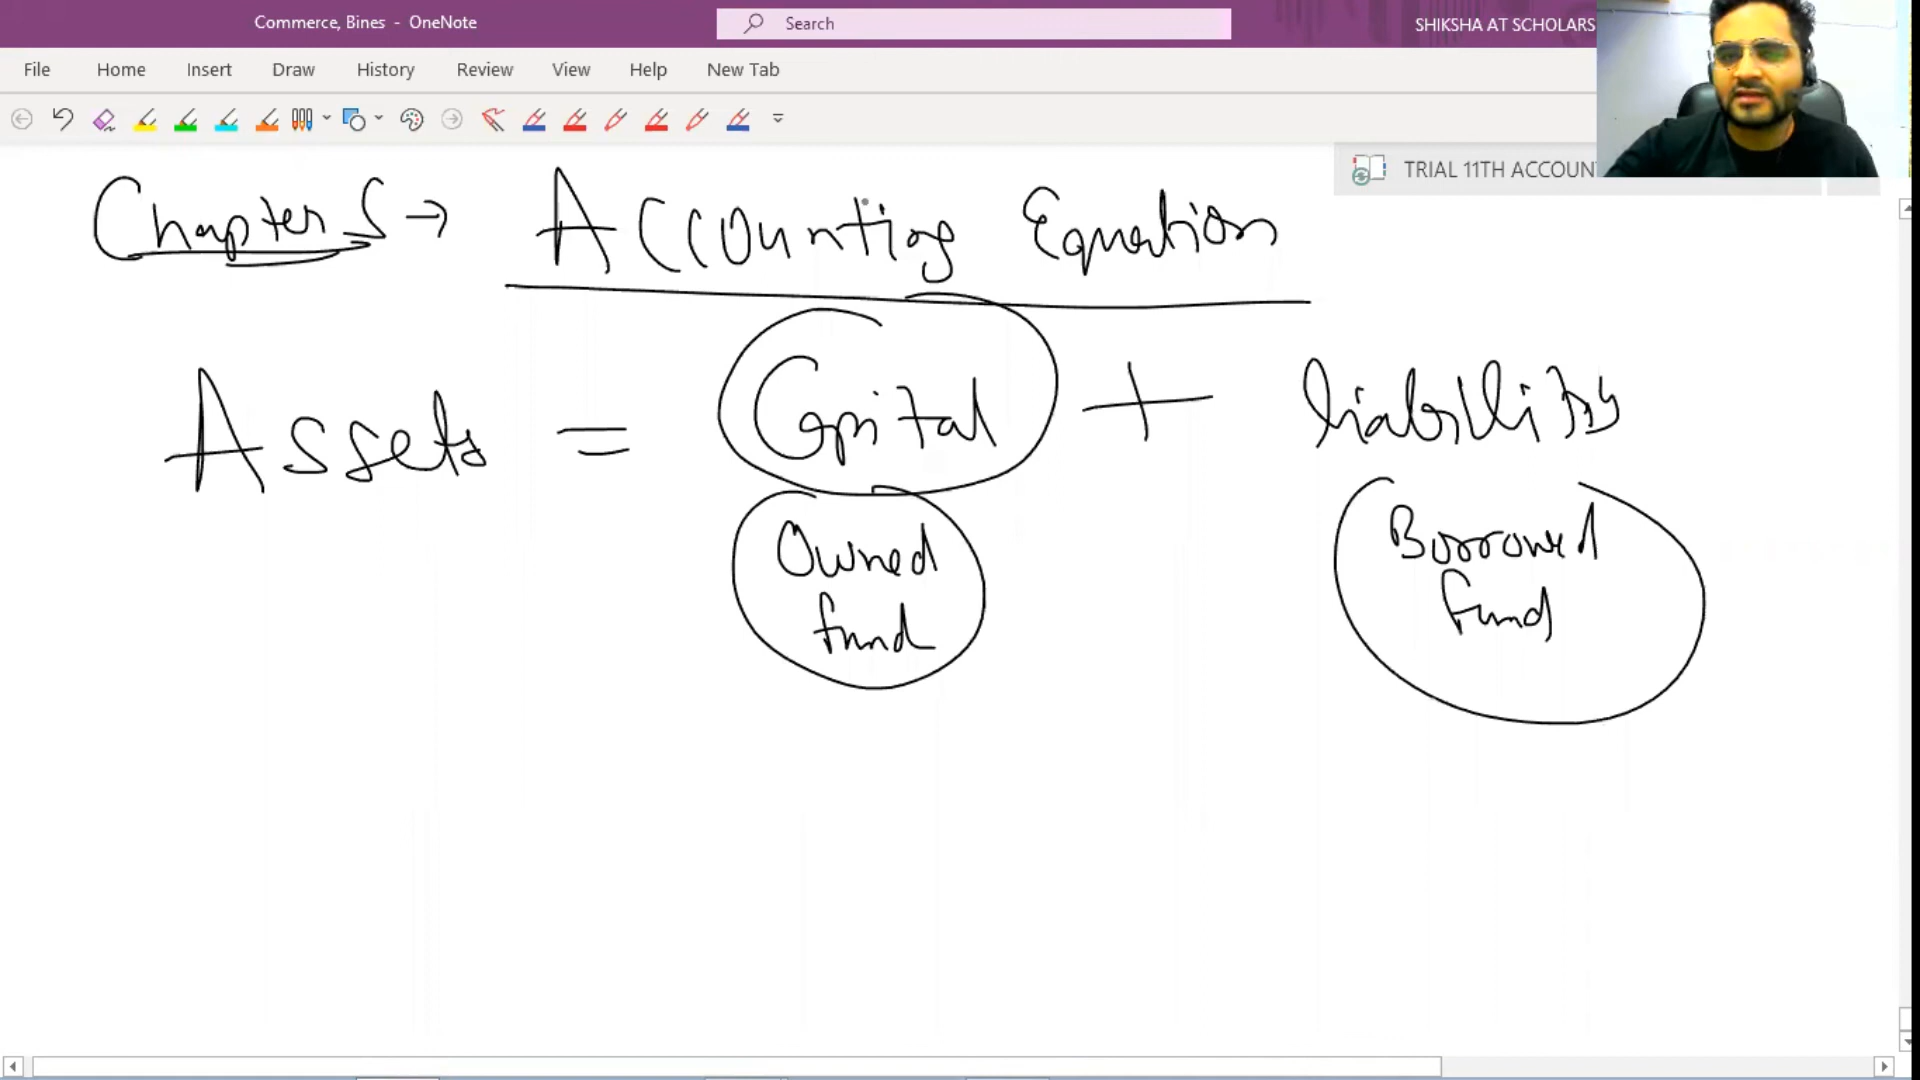 Commerce, Bines - OneNote
Search
SHIKSHA AT SCHOLARS
File Home Insert Draw History Review View Help New Tab
TRIAL 11TH ACCOUN
Chapter 5 → Accounting Equation
Assets = Capital + liability
Owned
fund
Borrowed
fund